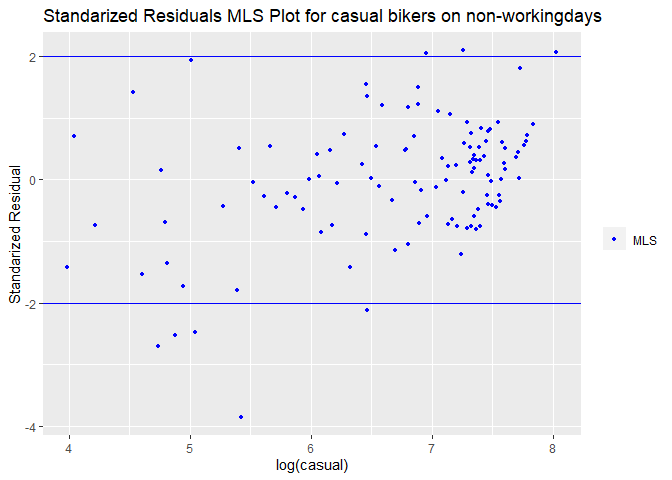 Standarized Residuals MLS Plot for casual bikers on non-workingdays
Standarized Residual
2
0
-2
-4
4
5
6
7
8
log(casual)
MLS